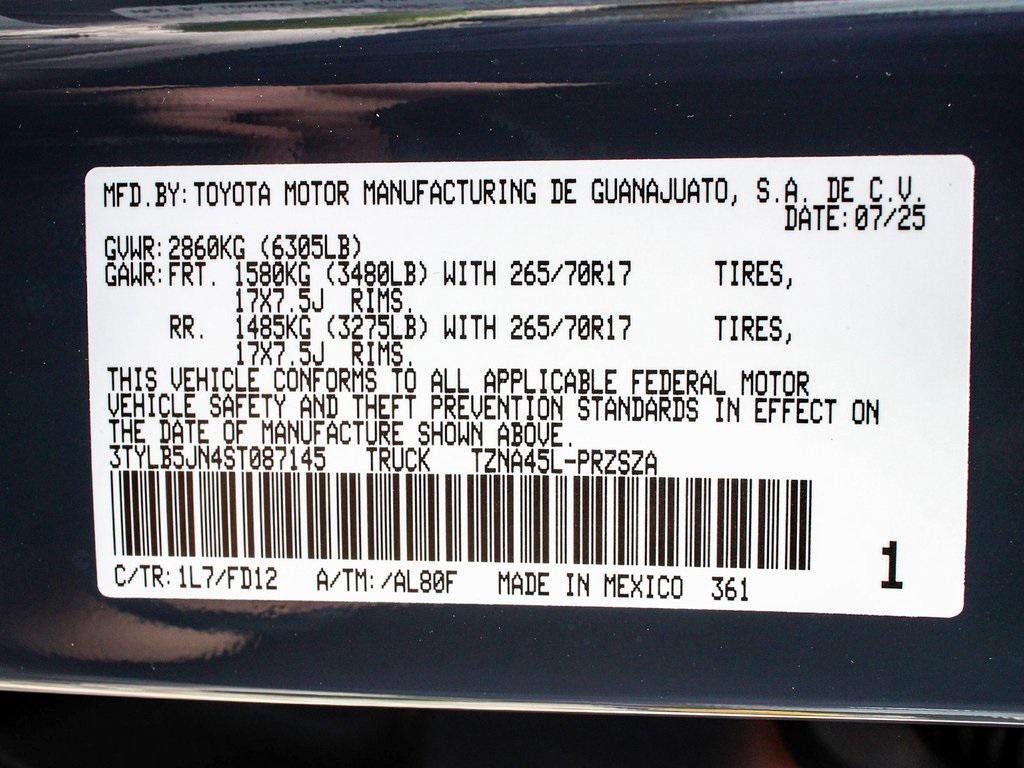 MFD.BY: TOYOTA MOTOR MANUFACTURING DE GUANAJUATO, S.A. DE C.V.
DATE: 07/25
GVWR: 2860KG (6305LB)
GAWR: FRT. 1580KG (3480LB) WITH 265/70R17 TIRES,
17X7.5J RIMS.
RR. 1485KG (3275LB) WITH 265/70R17 TIRES,
17X7.5J RIMS.
THIS VEHICLE CONFORMS TO ALL APPLICABLE FEDERAL MOTOR
VEHICLE SAFETY AND THEFT PREVENTION STANDARDS IN EFFECT ON
THE DATE OF MANUFACTURE SHOWN ABOVE.
3TYLB5JN4ST087145 TRUCK TZNA45L-PRZSZA
1
C/TR: 1L7/FD12 A/TM: /AL80F MADE IN MEXICO 361